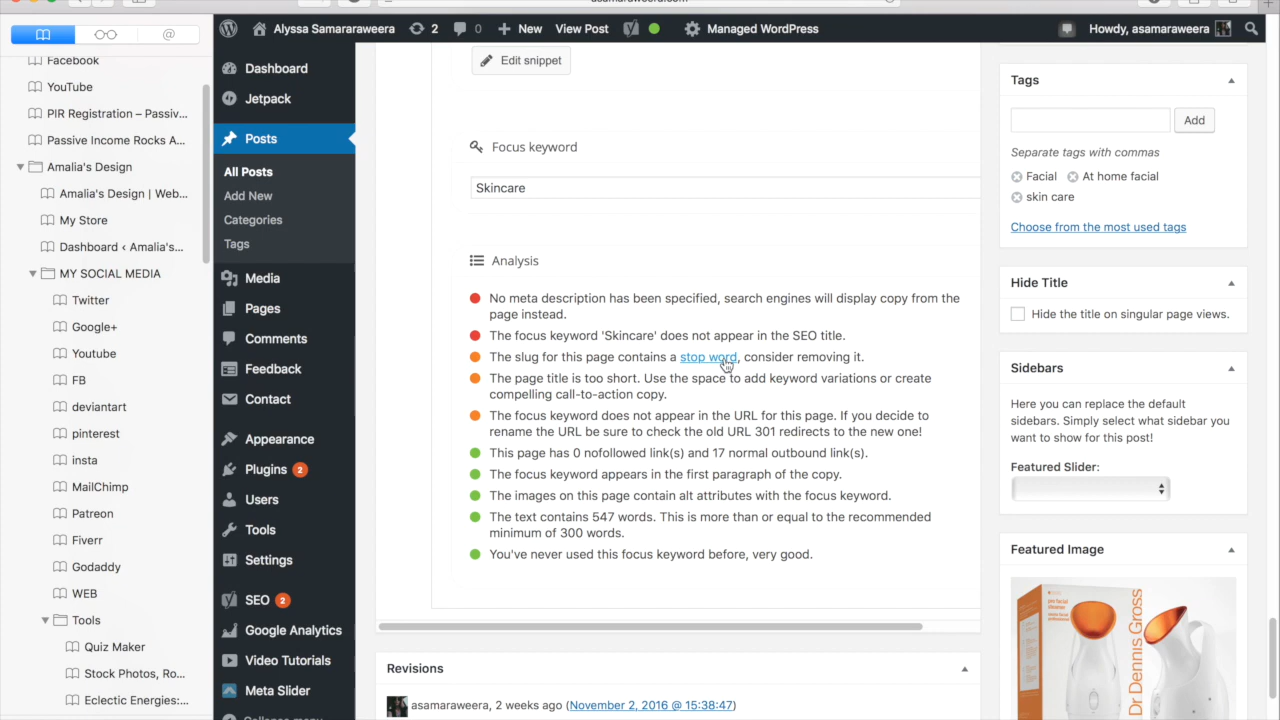 Alyssa Samararaweera
2
0
New
View Post
Managed WordPress
Howdy, asamaraweera
@
Facebook
YouTube
PIR Registration – Passiv...
Passive Income Rocks A...
Amalia's Design
Amalia's Design | Web...
My Store
Dashboard ‹ Amalia's...
MY SOCIAL MEDIA
Twitter
Google+
Youtube
FB
deviantart
pinterest
insta
MailChimp
Patreon
Fiverr
Godaddy
WEB
Tools
Quiz Maker
Stock Photos, Ro...
Eclectic Energies:...
Dashboard
Jetpack
Posts
All Posts
Add New
Categories
Tags
Media
Pages
Comments
Feedback
Contact
Appearance
Plugins 2
Users
Tools
Settings
SEO 2
Google Analytics
Video Tutorials
Meta Slider
Collapse menu
Edit snippet
Focus keyword
Skincare
Analysis
No meta description has been specified, search engines will display copy from the
page instead.
The focus keyword 'Skincare' does not appear in the SEO title.
The slug for this page contains a stop word, consider removing it.
The page title is too short. Use the space to add keyword variations or create
compelling call-to-action copy.
The focus keyword does not appear in the URL for this page. If you decide to
rename the URL be sure to check the old URL 301 redirects to the new one!
This page has 0 nofollowed link(s) and 17 normal outbound link(s).
The focus keyword appears in the first paragraph of the copy.
The images on this page contain alt attributes with the focus keyword.
The text contains 547 words. This is more than or equal to the recommended
minimum of 300 words.
You've never used this focus keyword before, very good.
Revisions
asamaraweera, 2 weeks ago (November 2, 2016 @ 15:38:47)
Tags
Add
Separate tags with commas
Facial
At home facial
skin care
Choose from the most used tags
Hide Title
Hide the title on singular page views.
Sidebars
Here you can replace the default
sidebars. Simply select what sidebar you
want to show for this post!
Featured Slider:
Featured Image
Dr Dennis Gross